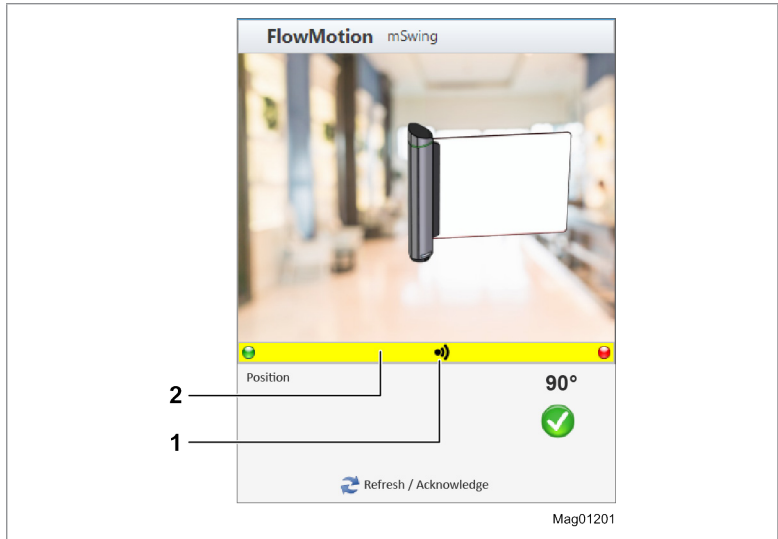 FlowMotion mSwing
Position
90°
2
1
Refresh / Acknowledge
Mag01201